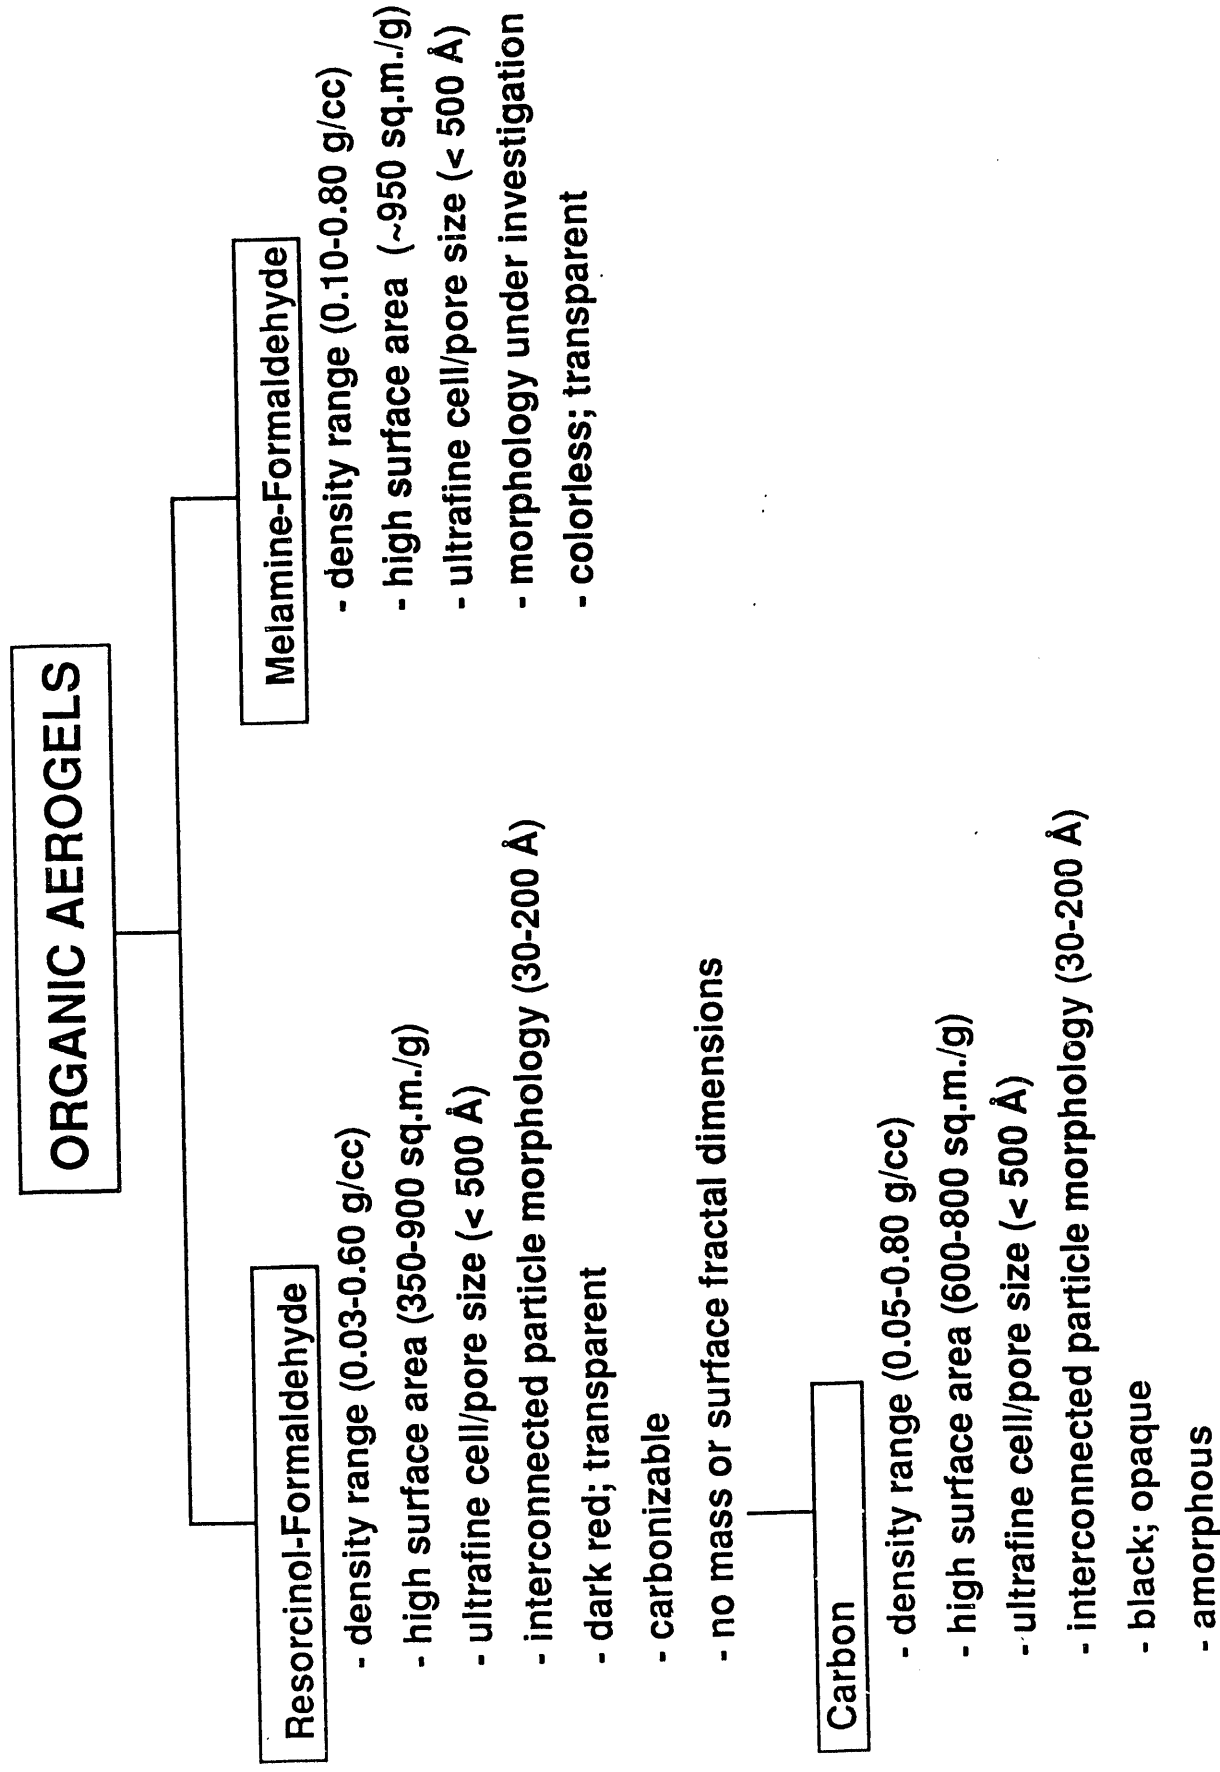 ORGANIC AEROGELS
Resorcinol-Formaldehyde
- density range (0.03-0.60 g/cc)
- high surface area (350-900 sq.m./g)
- ultrafine cell/pore size (< 500 Å)
- interconnected particle morphology (30-200 Å)
- dark red; transparent
- carbonizable
- no mass or surface fractal dimensions
Carbon
- density range (0.05-0.80 g/cc)
- high surface area (600-800 sq.m./g)
- ultrafine cell/pore size (< 500 Å)
- interconnected particle morphology (30-200 Å)
- black; opaque
- amorphous
Melamine-Formaldehyde
- density range (0.10-0.80 g/cc)
- high surface area (~950 sq.m./g)
- ultrafine cell/pore size (< 500 Å)
- morphology under investigation
- colorless; transparent